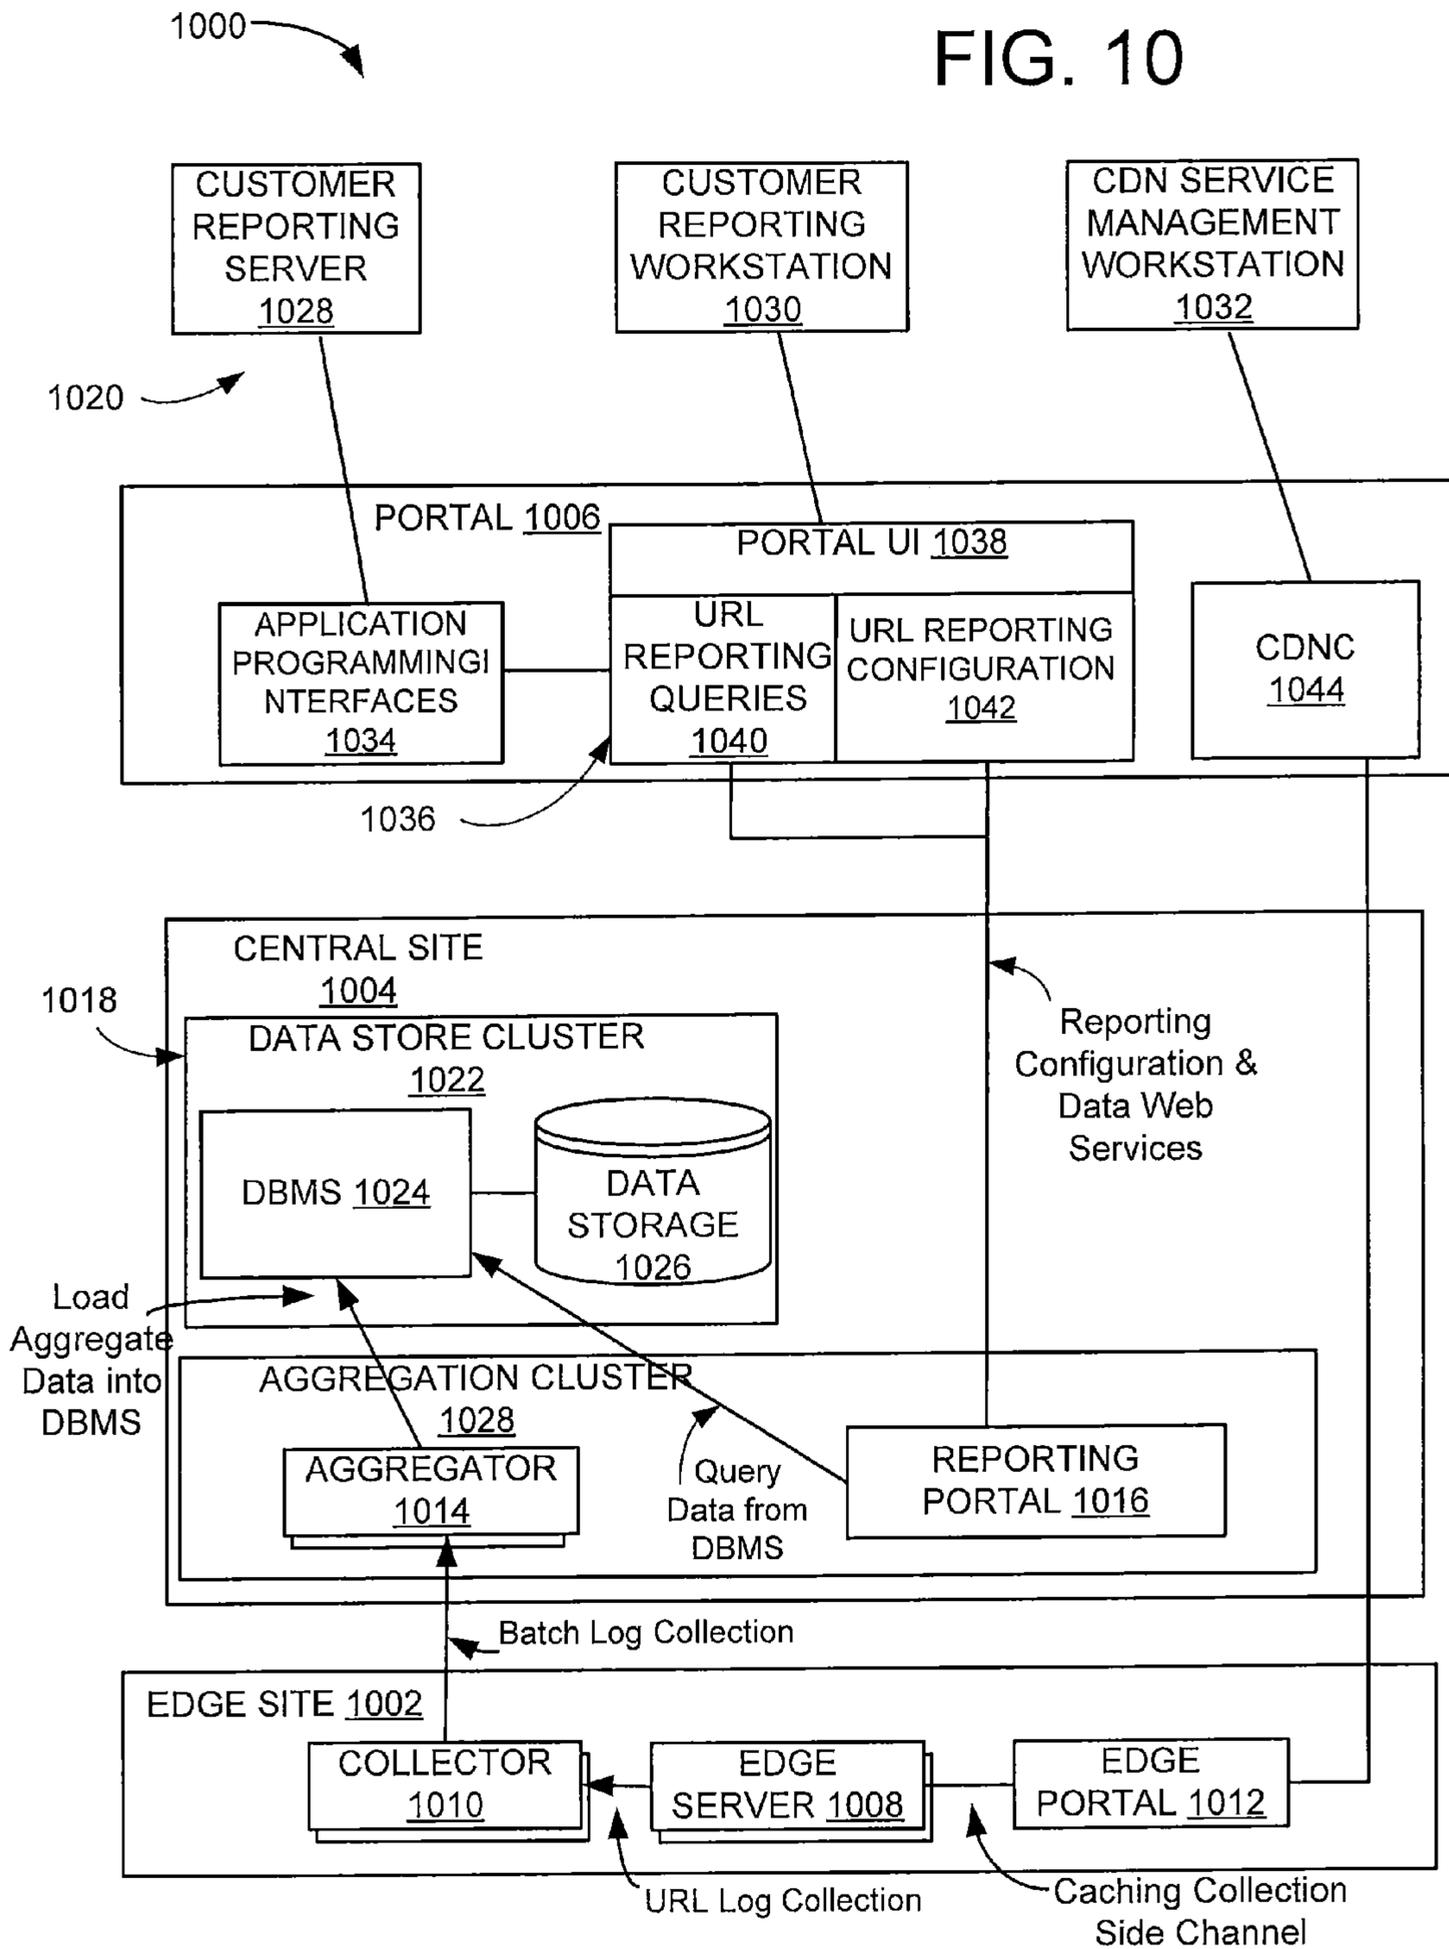 1000
FIG. 10
CUSTOMER
REPORTING
SERVER
1028
CUSTOMER
REPORTING
WORKSTATION
1030
CDN SERVICE
MANAGEMENT
WORKSTATION
1032
1020
PORTAL 1006
PORTAL UI 1038
APPLICATION
PROGRAMMINGI
NTERFACES
1034
URL
REPORTING
QUERIES
1040
URL REPORTING
CONFIGURATION
1042
CDNC
1044
1036
CENTRAL SITE
1004
1018
DATA STORE CLUSTER
1022
DBMS 1024
DATA
STORAGE
1026
Reporting
Configuration &
Data Web
Services
Load
Aggregate
Data into
DBMS
AGGREGATION CLUSTER
1028
AGGREGATOR
1014
Query
Data from
DBMS
REPORTING
PORTAL 1016
Batch Log Collection
EDGE SITE 1002
COLLECTOR
1010
EDGE
SERVER 1008
EDGE
PORTAL 1012
URL Log Collection
Caching Collection
Side Channel